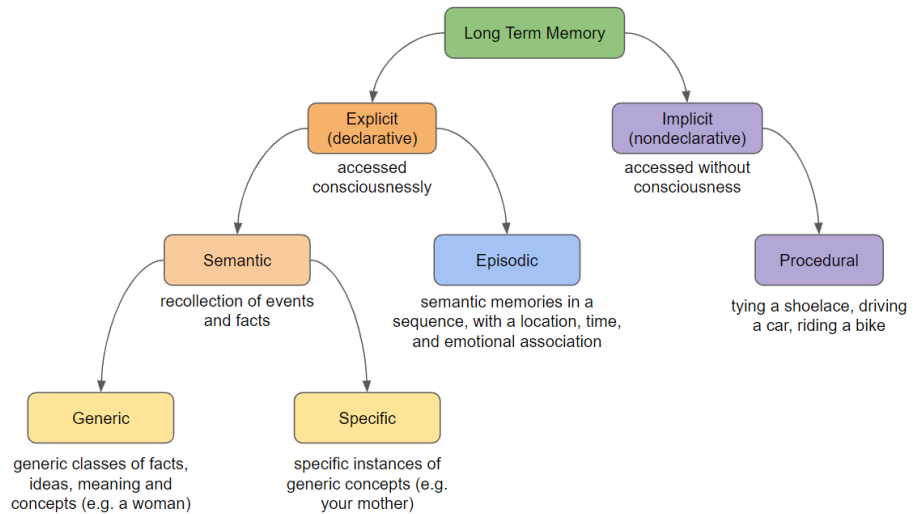 Long Term Memory
Explicit
(declarative)
accessed
consciousnessly
Implicit
(nondeclarative)
accessed without
consciousness
Semantic
recollection of events
and facts
Episodic
semantic memories in a
sequence, with a location, time,
and emotional association
Procedural
tying a shoelace, driving
a car, riding a bike
Generic
generic classes of facts,
ideas, meaning and
concepts (e.g. a woman)
Specific
specific instances of
generic concepts (e.g.
your mother)